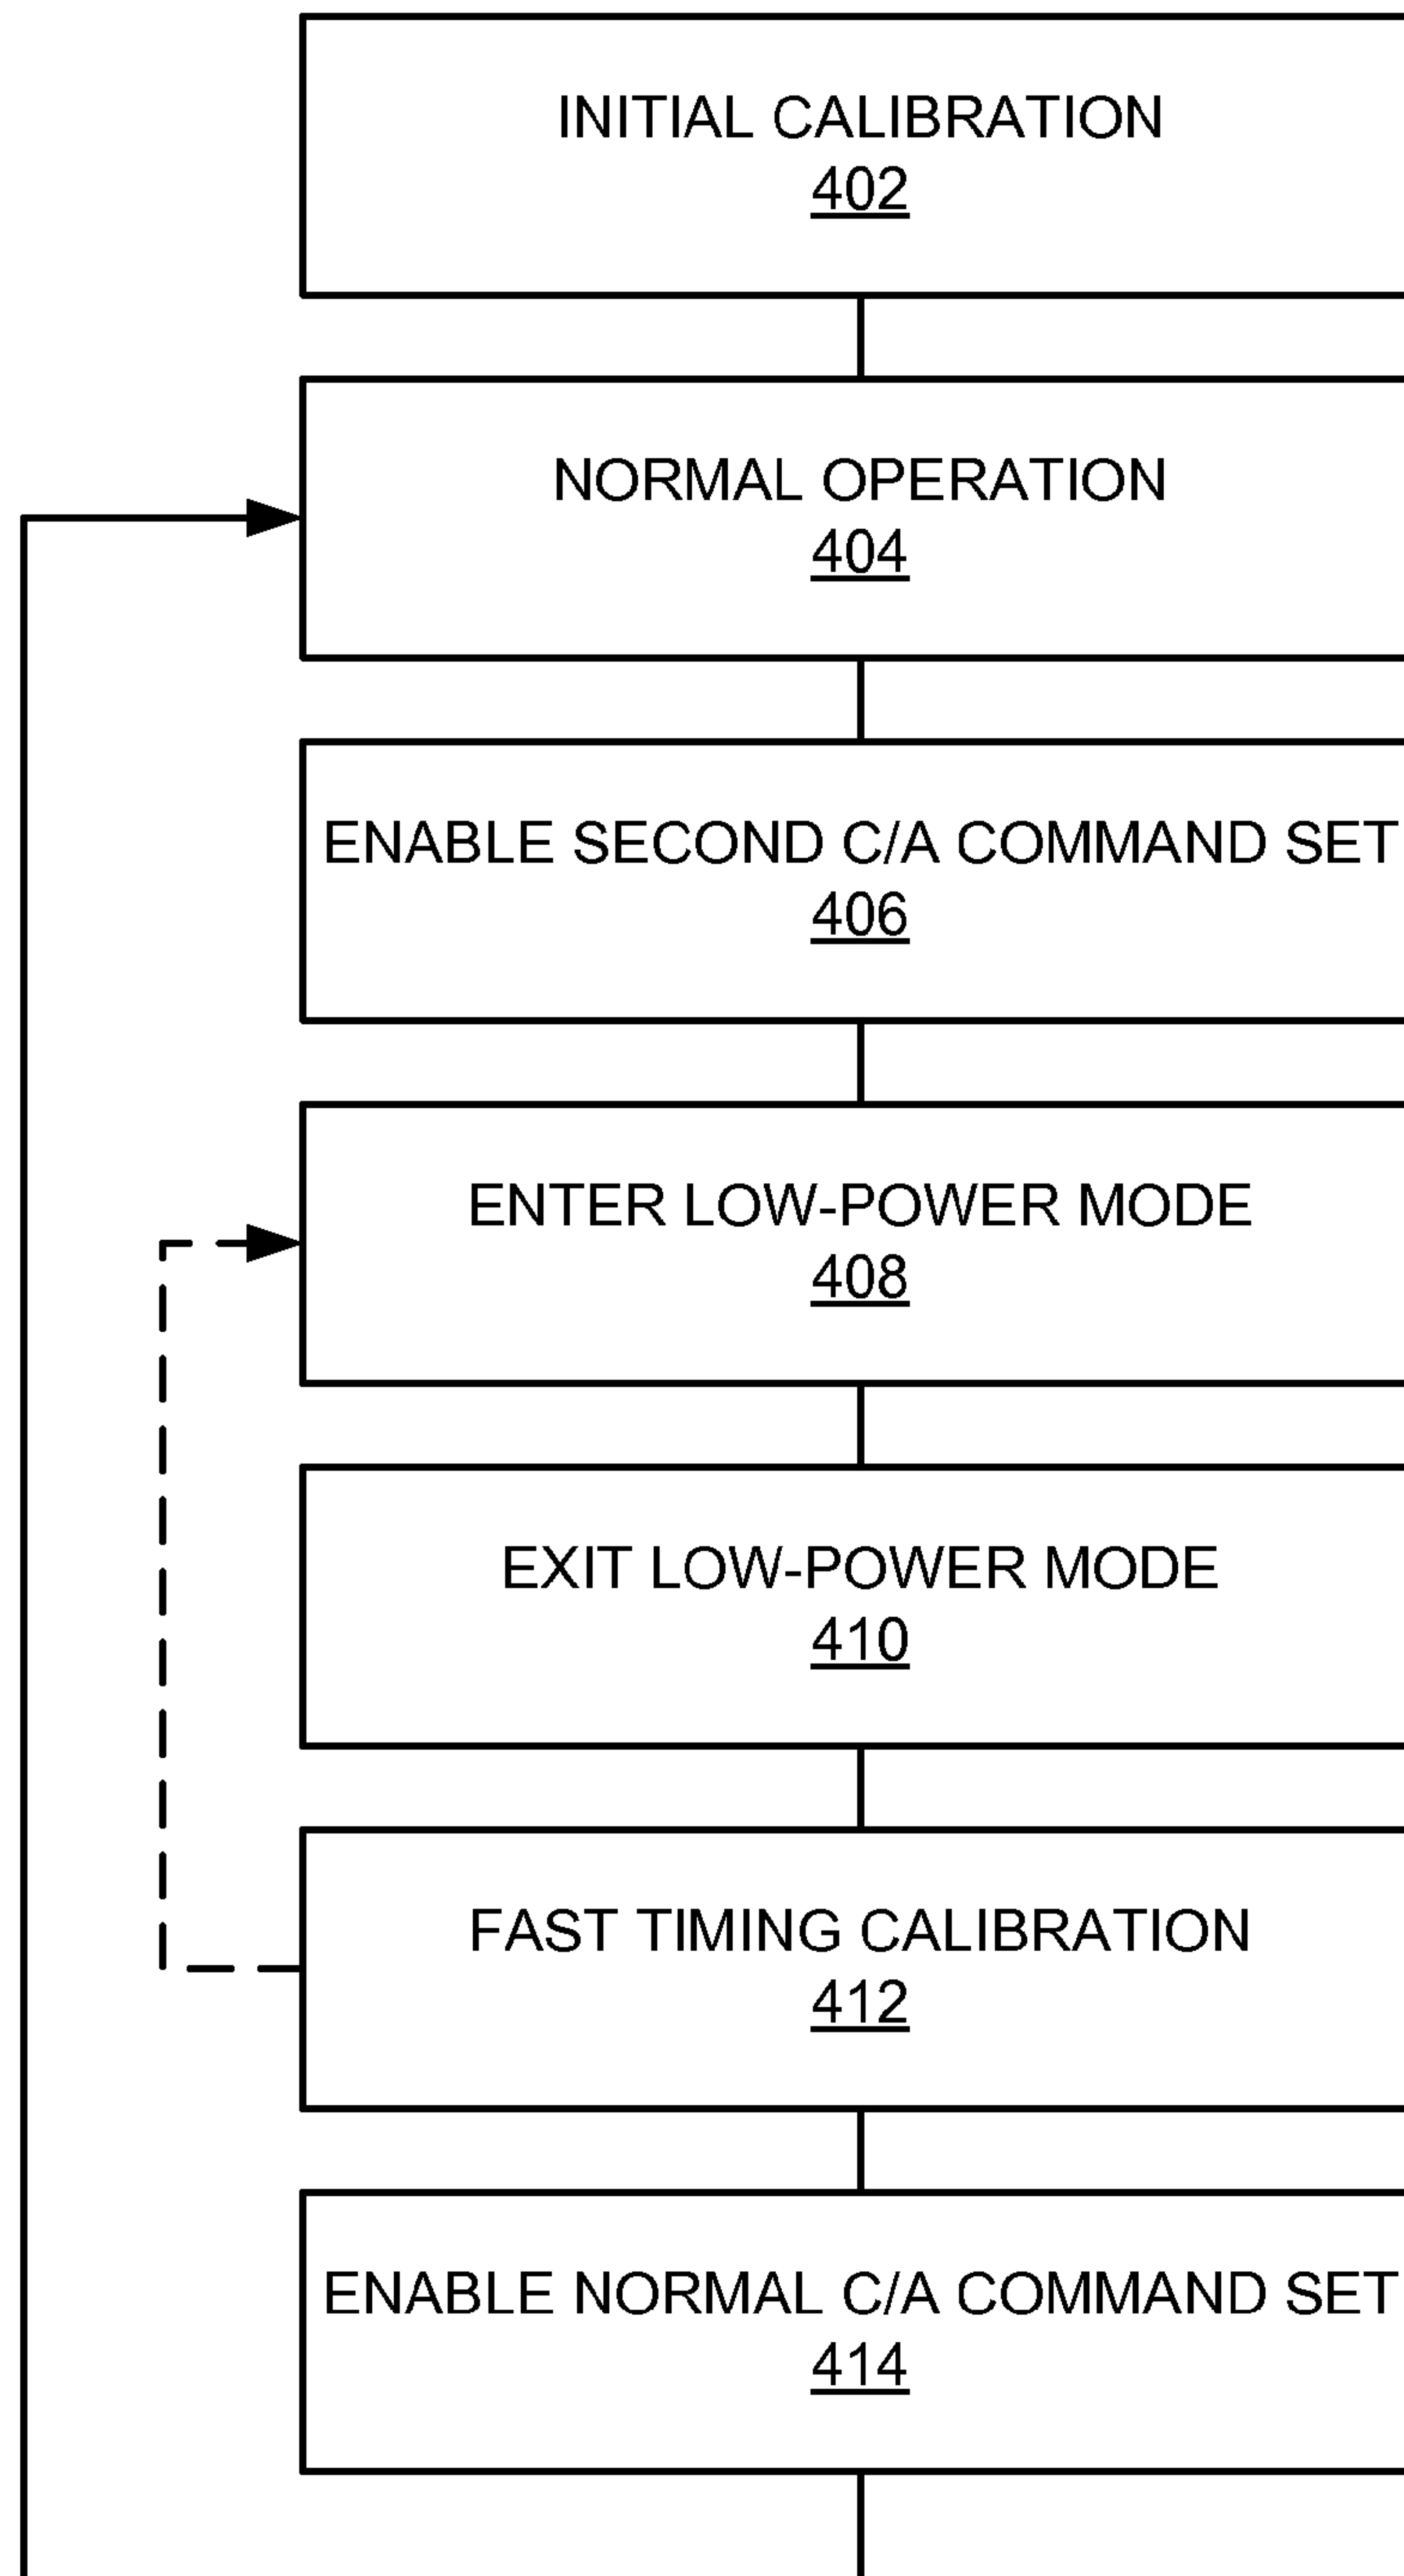 INITIAL CALIBRATION
402
NORMAL OPERATION
404
ENABLE SECOND C/A COMMAND SET
406
ENTER LOW-POWER MODE
408
EXIT LOW-POWER MODE
410
FAST TIMING CALIBRATION
412
ENABLE NORMAL C/A COMMAND SET
414